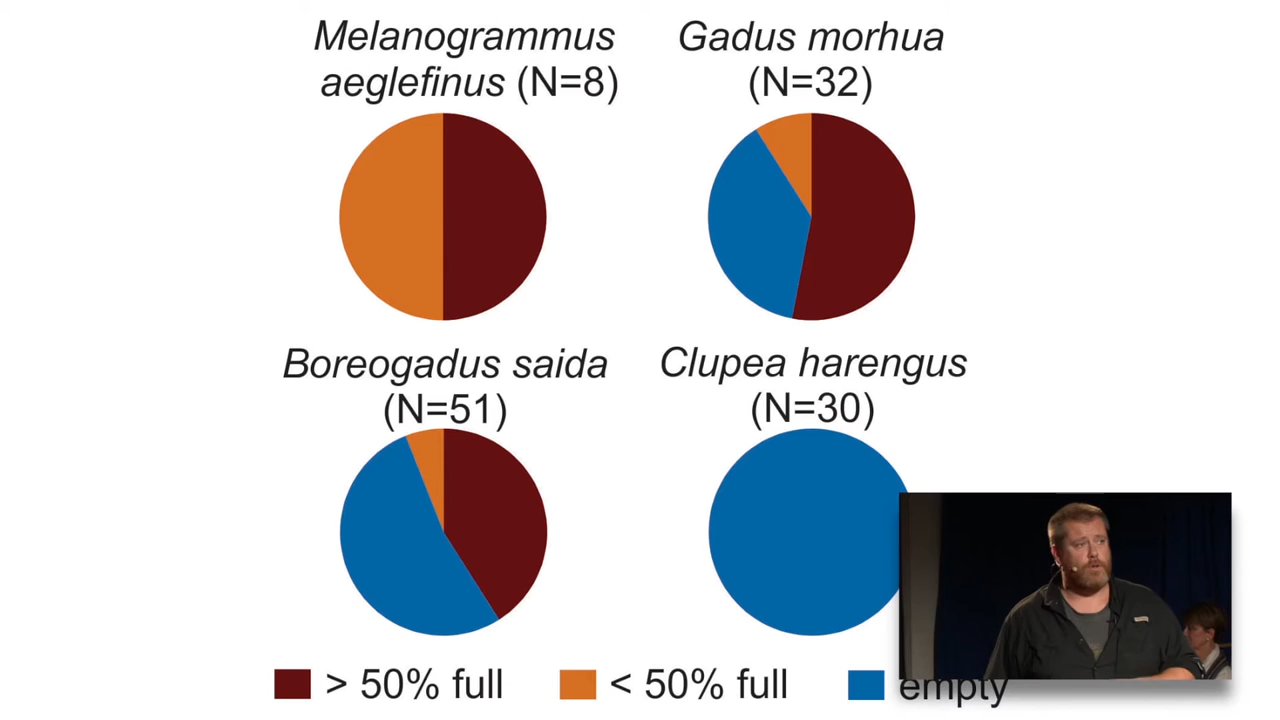 Melanogrammus
aeglefinus (N=8)
Gadus morhua
(N=32)
Boreogadus saida
(N=51)
Clupea harengus
(N=30)
> 50% full
< 50% full
empty